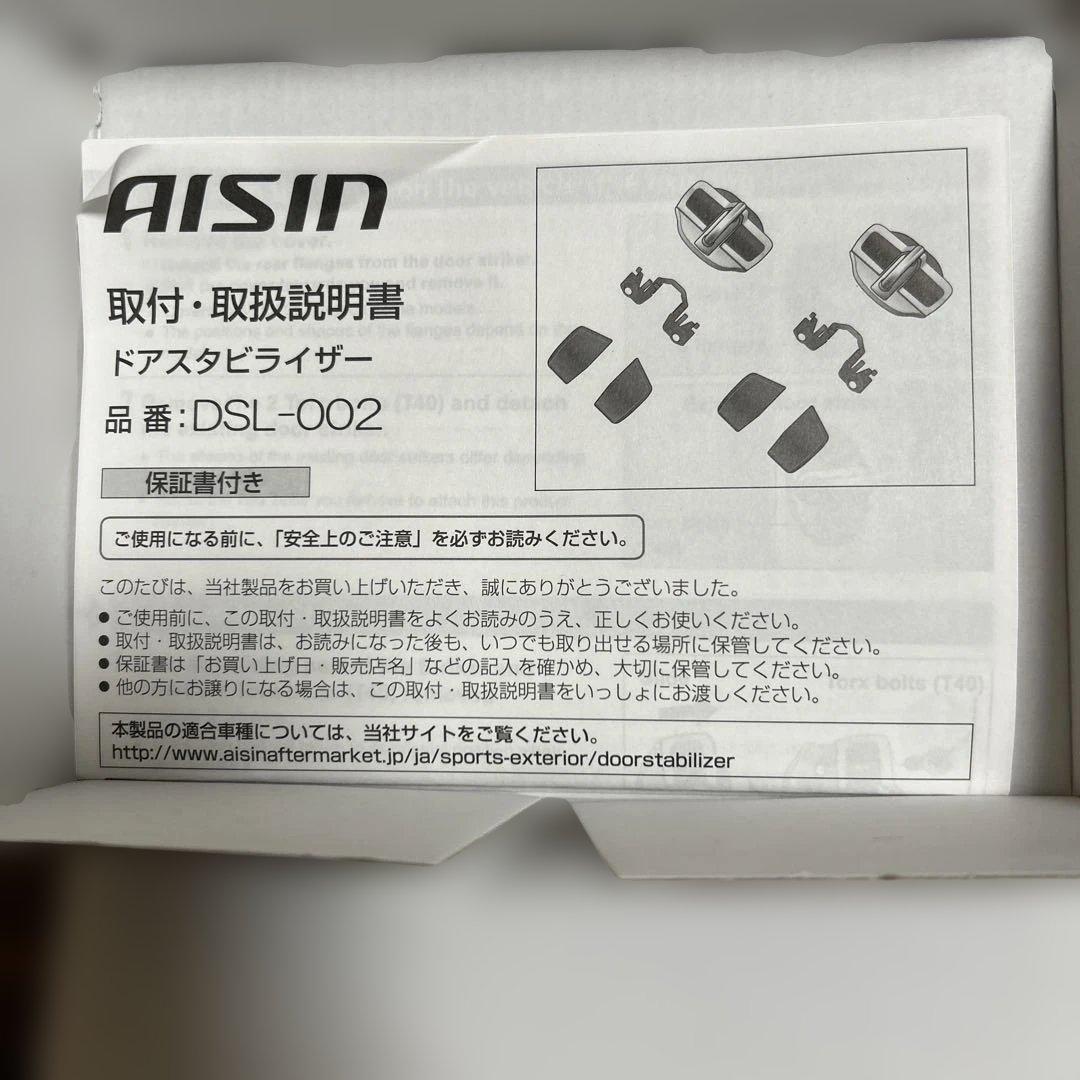 AISIN
取付・取扱説明書
ドアスタビライザー
品 番：DSL-002
保証書付き
ご使用になる前に、「安全上のご注意」を必ずお読みください。
このたびは、当社製品をお買い上げいただき、誠にありがとうございました。
● ご使用前に、この取付・取扱説明書をよくお読みのうえ、正しくお使いください。
● 取付・取扱説明書は、お読みになった後も、いつでも取り出せる場所に保管してください。
● 保証書は「お買い上げ日・販売店名」などの記入を確かめ、大切に保管してください。
● 他の方にお譲りになる場合は、この取付・取扱説明書をいっしょにお渡しください。
Torx bolts (T40)
本製品の適合車種については、当社サイトをご覧ください。
http://www.aisinaftermarket.jp/ja/sports-exterior/doorstabilizer